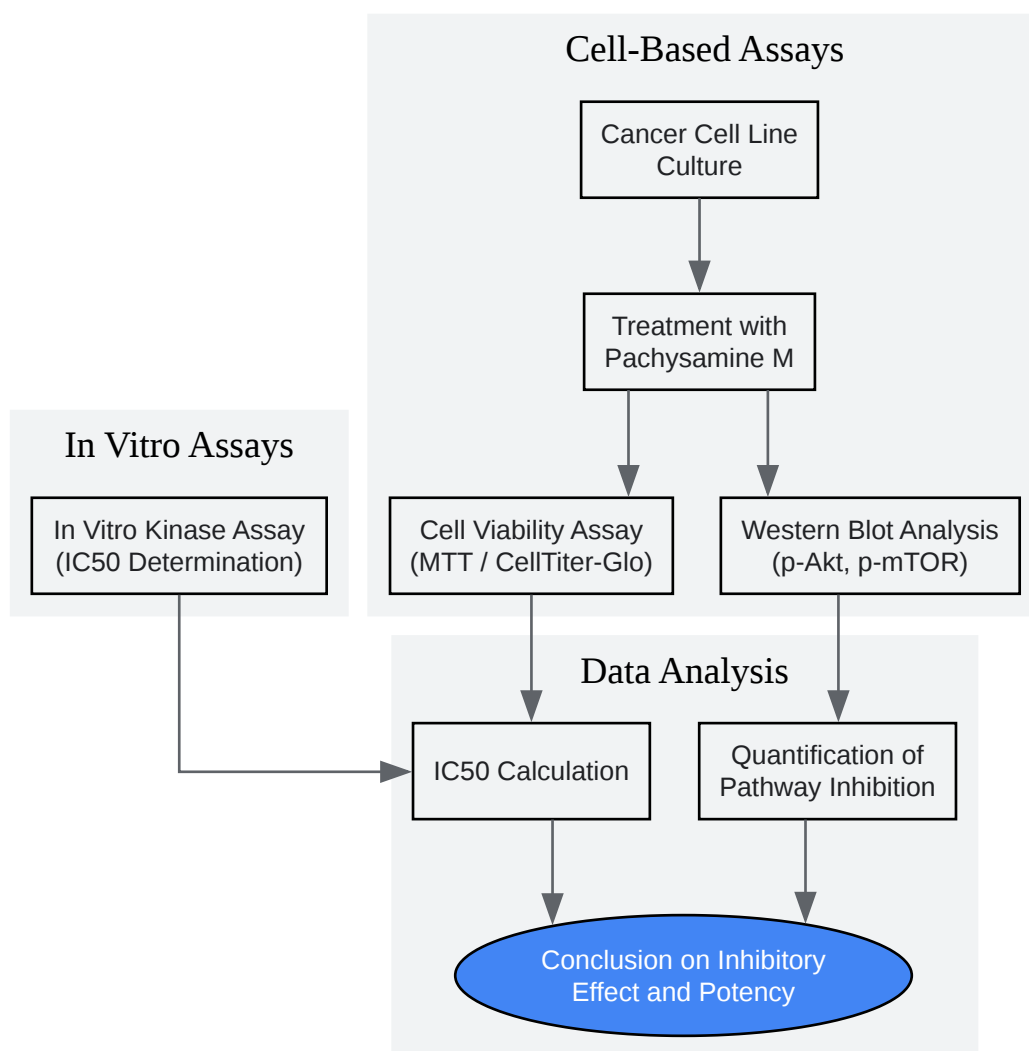 Cell-Based Assays
Cancer Cell Line
Culture
Treatment with
Pachysamine M
In Vitro Assays
In Vitro Kinase Assay
(IC50 Determination)
Cell Viability Assay
(MTT / CellTiter-Glo)
Western Blot Analysis
(p-Akt, p-mTOR)
Data Analysis
IC50 Calculation
Quantification of
Pathway Inhibition
Conclusion on Inhibitory
Effect and Potency